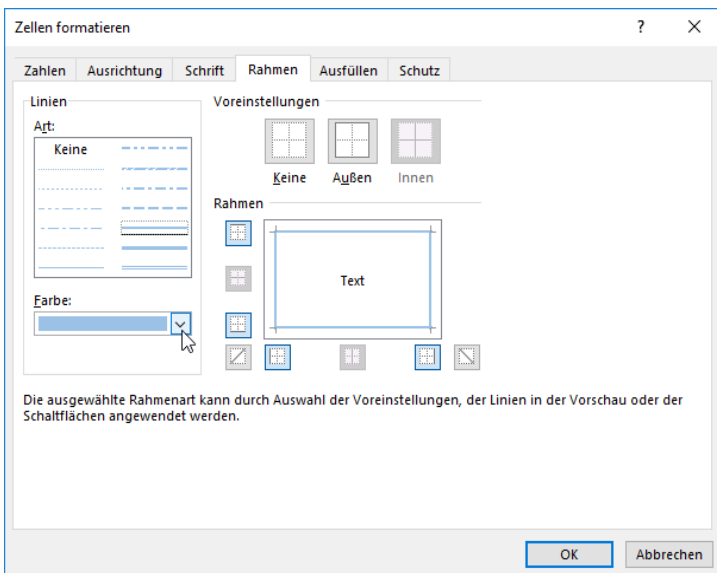 Zellen formatieren
?
Zahlen Ausrichtung Schrift Rahmen Ausfüllen Schutz
Linien
Art:
Keine
Farbe:
Voreinstellungen
Keine Außen Innen
Rahmen
Text
Die ausgewählte Rahmenart kann durch Auswahl der Voreinstellungen, der Linien in der Vorschau oder der
Schaltflächen angewendet werden.
OK Abbrechen